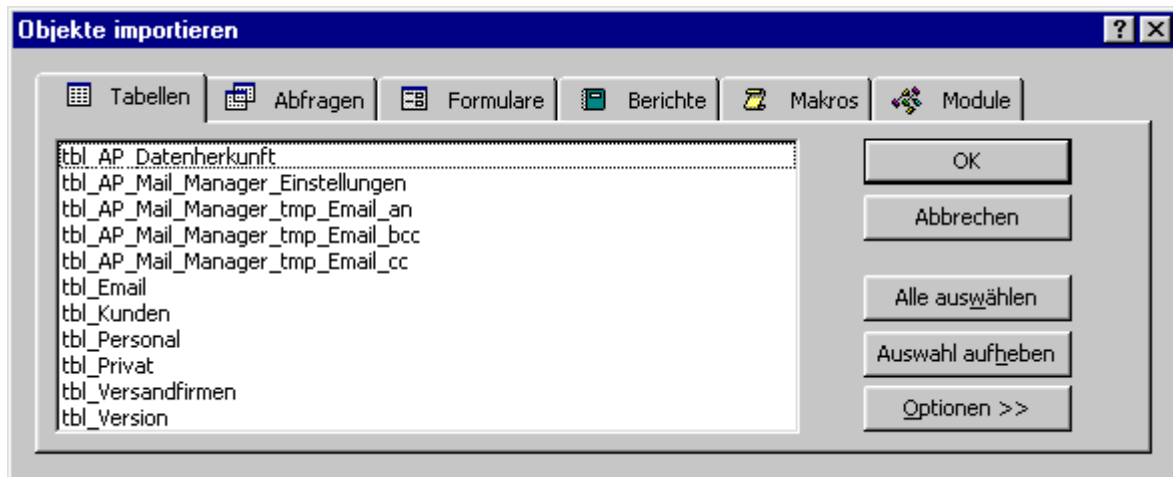 Objekte importieren
Tabellen Abfragen Formulare Berichte Makros Module
tbl_AP_Datenherkunft
tbl_AP_Mail_Manager_Einstellungen
tbl_AP_Mail_Manager_tmp_Email_an
tbl_AP_Mail_Manager_tmp_Email_bcc
tbl_AP_Mail_Manager_tmp_Email_cc
tbl_Email
tbl_Kunden
tbl_Personal
tbl_Privat
tbl_Versandfirmen
tbl_Version
OK
Abbrechen
Alle auswählen
Auswahl aufheben
Optionen >>